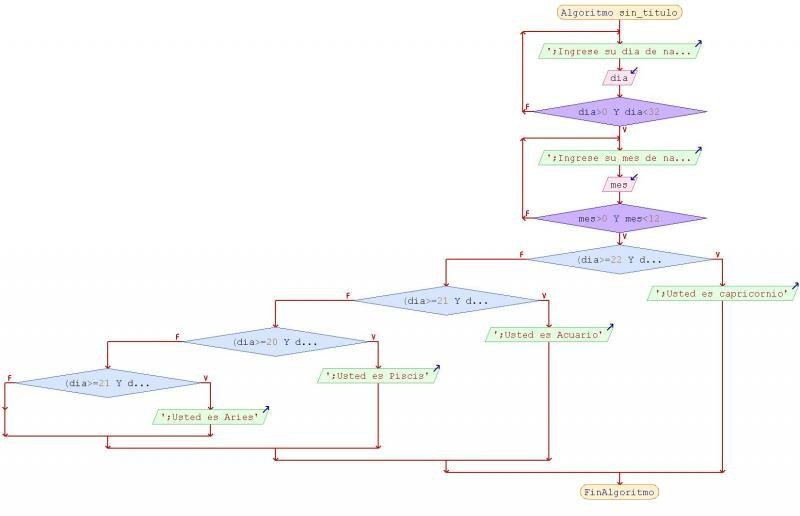 Algoritmo sin_titulo
';Ingrese su dia de na...
dia
dia>0 Y dia<32
F
V
';Ingrese su mes de na...
mes
mes>0 Y mes<12
F
V
(dia>=22 Y d...
F
V
';Usted es capricornio'
(dia>=21 Y d...
F
V
';Usted es Acuario'
(dia>=20 Y d...
F
V
';Usted es Piscis'
(dia>=21 Y d...
F
V
';Usted es Aries'
FinAlgoritmo